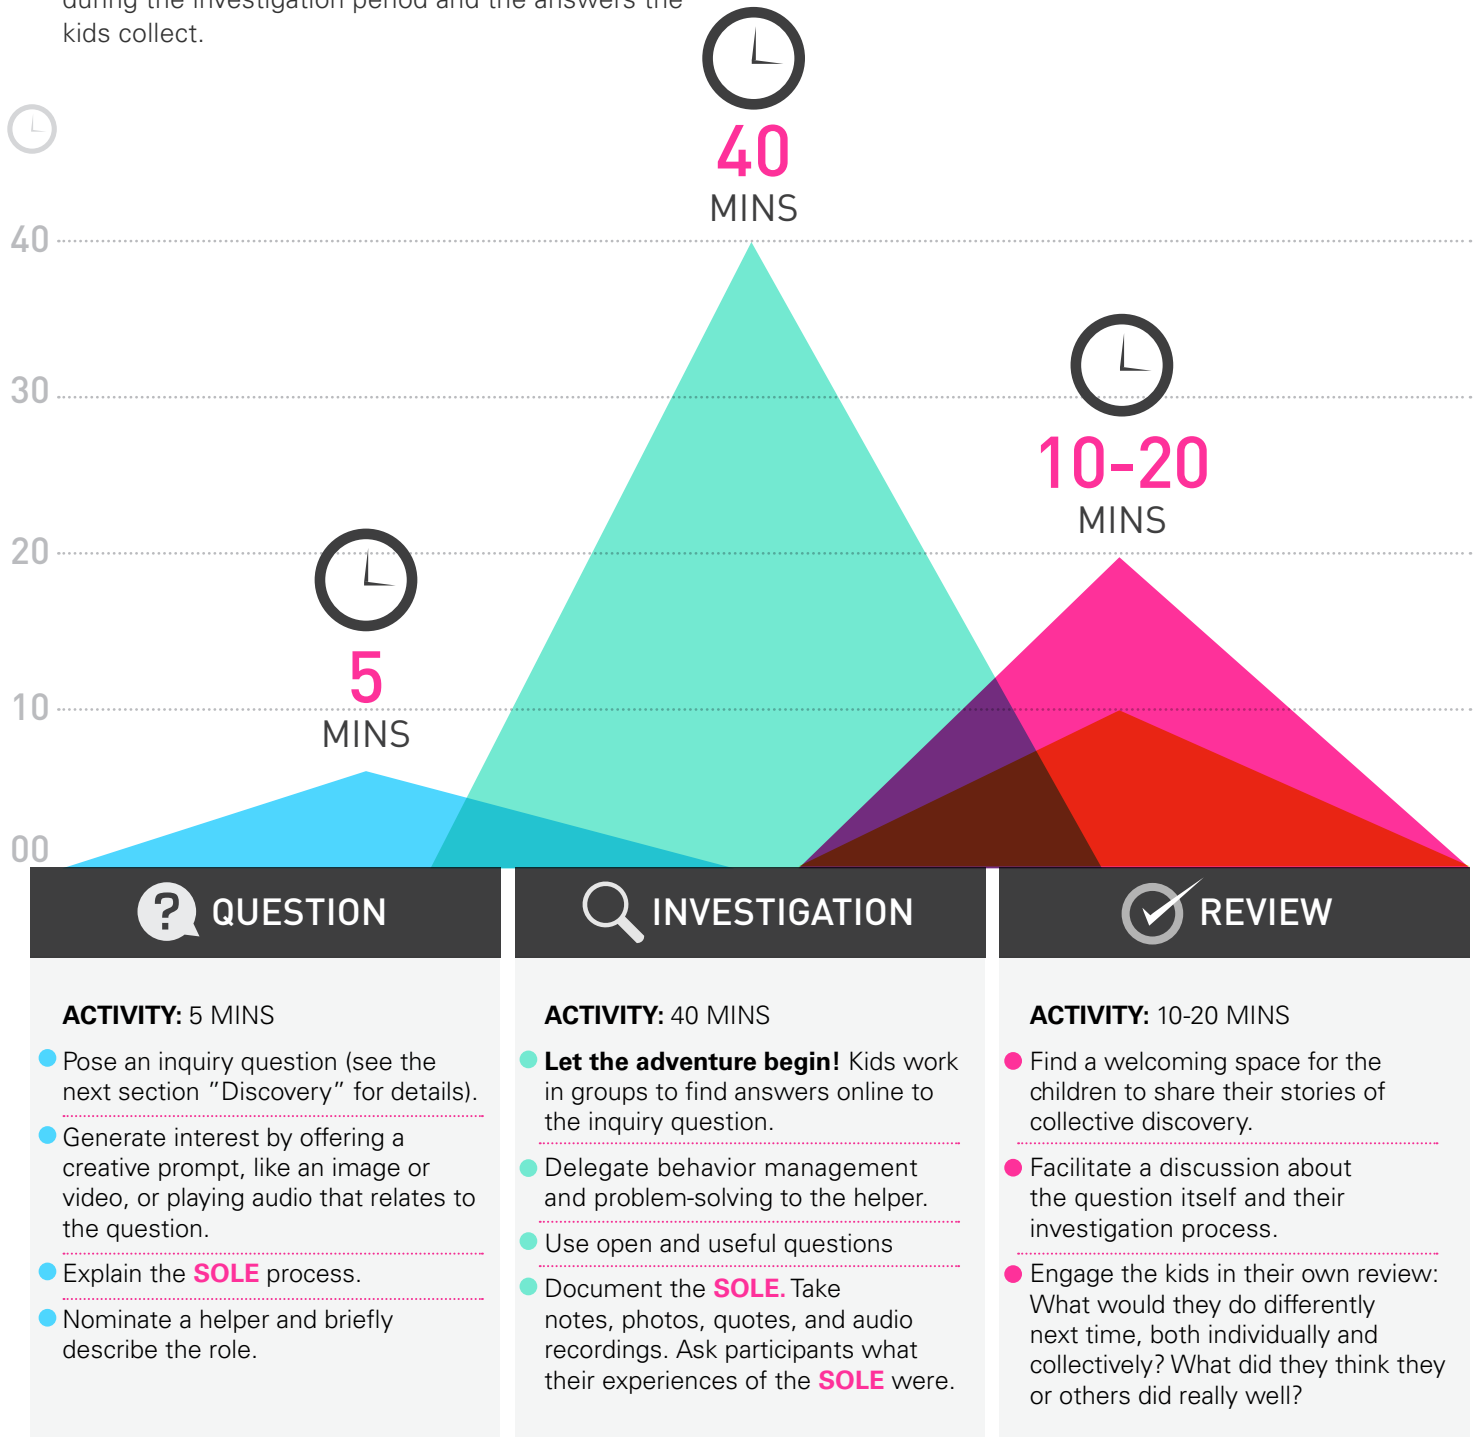 during the investigation period and the answers the
kids collect.
40
MINS
40
30
10-20
MINS
20
5
MINS
10
00
? QUESTION
INVESTIGATION
REVIEW
ACTIVITY: 5 MINS
Pose an inquiry question (see the
next section "Discovery" for details).
Generate interest by offering a
creative prompt, like an image or
video, or playing audio that relates to
the question.
Explain the SOLE process.
Nominate a helper and briefly
describe the role.
ACTIVITY: 40 MINS
Let the adventure begin! Kids work
in groups to find answers online to
the inquiry question.
Delegate behavior management
and problem-solving to the helper.
Use open and useful questions
Document the SOLE. Take
notes, photos, quotes, and audio
recordings. Ask participants what
their experiences of the SOLE were.
ACTIVITY: 10-20 MINS
Find a welcoming space for the
children to share their stories of
collective discovery.
Facilitate a discussion about
the question itself and their
investigation process.
Engage the kids in their own review:
What would they do differently
next time, both individually and
collectively? What did they think they
or others did really well?